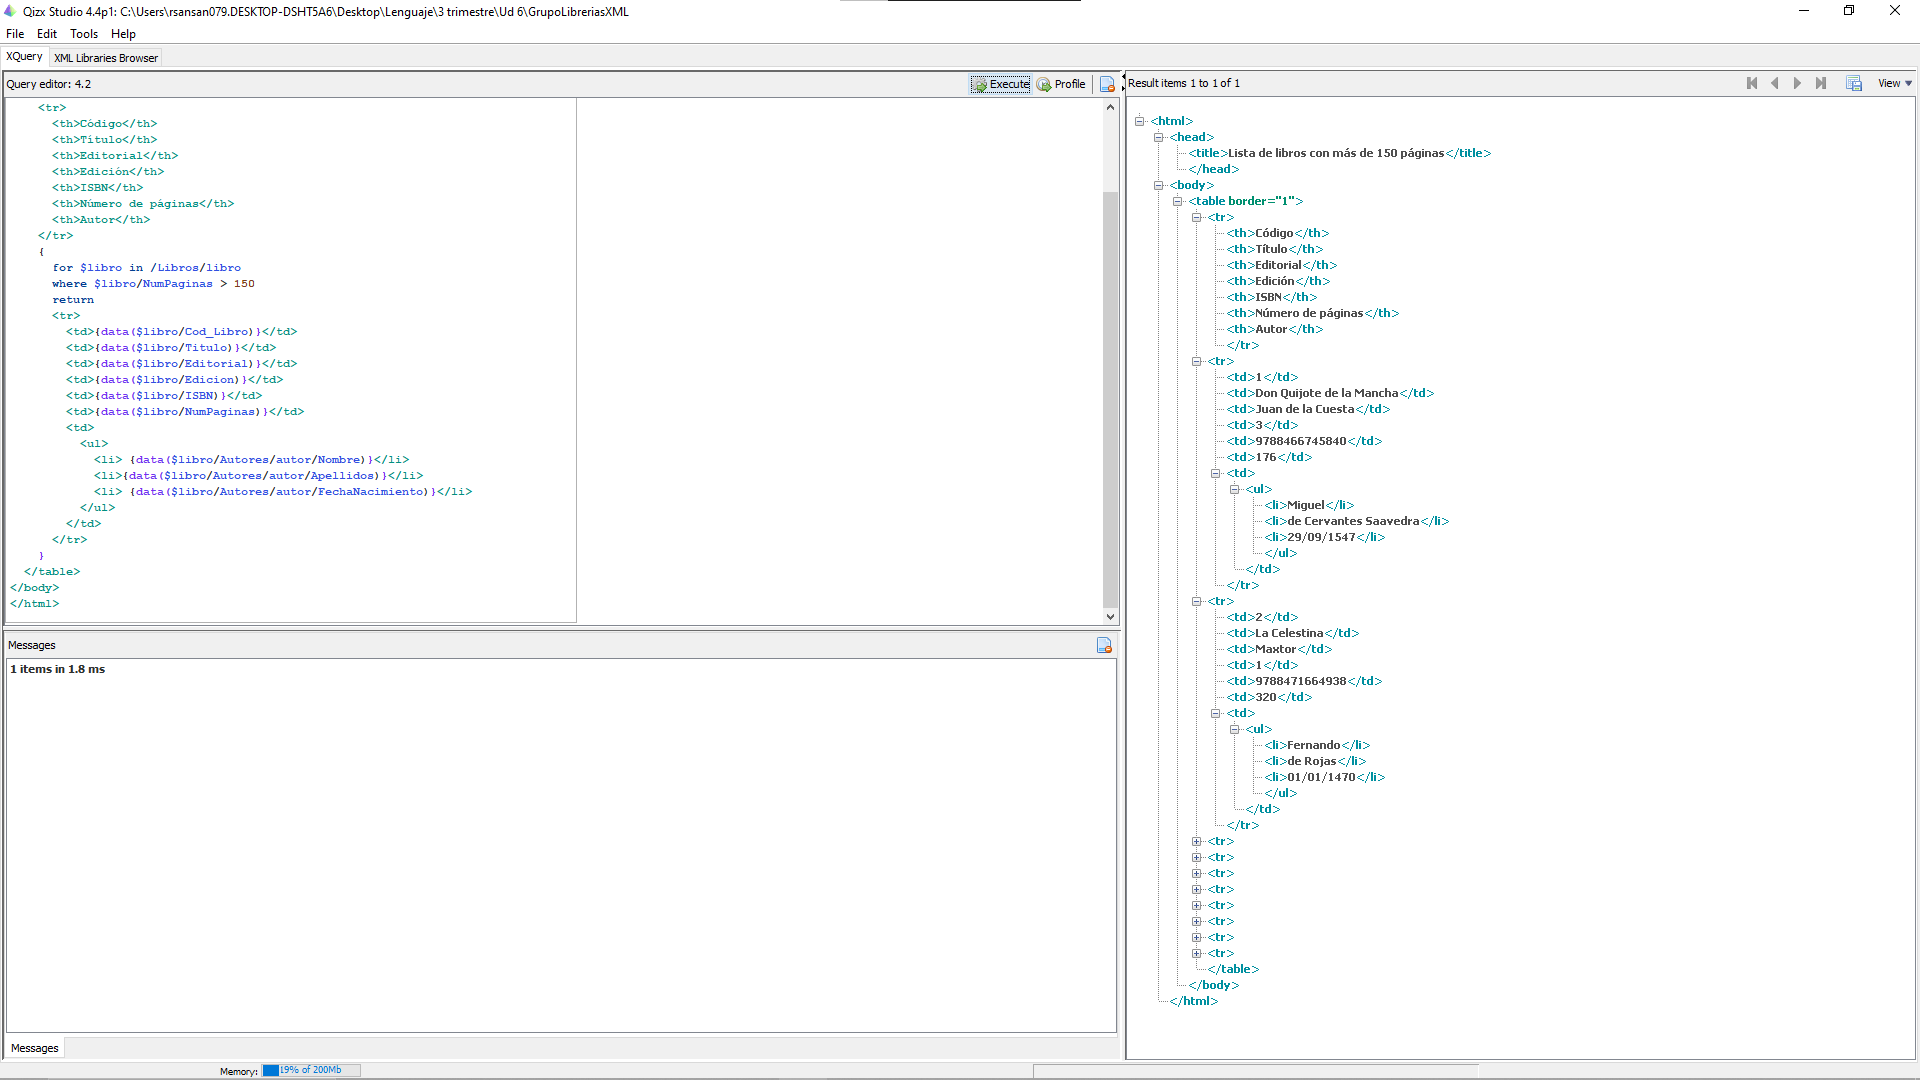 Qizx Studio 4.4p1: C:\Users\rsansan079.DESKTOP-DSHT5A6\Desktop\Lenguaje\3 trimestre\Ud 6\GrupoLibreriasXML
File Edit Tools Help
XQuery XML Libraries Browser
Query editor: 4.2 Execute Profile
<tr>
<th>Código</th>
<th>Título</th>
<th>Editorial</th>
<th>Edición</th>
<th>ISBN</th>
<th>Número de páginas</th>
<th>Autor</th>
</tr>
{
for $libro in /Libros/libro
where $libro/NumPaginas > 150
return
<tr>
<td>{data($libro/Cod_Libro)}</td>
<td>{data($libro/Titulo)}</td>
<td>{data($libro/Editorial)}</td>
<td>{data($libro/Edicion)}</td>
<td>{data($libro/ISBN)}</td>
<td>{data($libro/NumPaginas)}</td>
<td>
<ul>
<li> {data($libro/Autores/autor/Nombre)}</li>
<li>{data($libro/Autores/autor/Apellidos)}</li>
<li> {data($libro/Autores/autor/FechaNacimiento)}</li>
</ul>
</td>
</tr>
}
</table>
</body>
</html>
Messages
1 items in 1.8 ms
Messages
Memory: 19% of 200Mb
Result items 1 to 1 of 1 View
<html>
<head>
<title>Lista de libros con más de 150 páginas</title>
</head>
<body>
<table border="1">
<tr>
<th>Código</th>
<th>Título</th>
<th>Editorial</th>
<th>Edición</th>
<th>ISBN</th>
<th>Número de páginas</th>
<th>Autor</th>
</tr>
<tr>
<td>1</td>
<td>Don Quijote de la Mancha</td>
<td>Juan de la Cuesta</td>
<td>3</td>
<td>9788466745840</td>
<td>176</td>
<td>
<ul>
<li>Miguel</li>
<li>de Cervantes Saavedra</li>
<li>29/09/1547</li>
</ul>
</td>
</tr>
<tr>
<td>2</td>
<td>La Celestina</td>
<td>Maxtor</td>
<td>1</td>
<td>9788471664938</td>
<td>320</td>
<td>
<ul>
<li>Fernando</li>
<li>de Rojas</li>
<li>01/01/1470</li>
</ul>
</td>
</tr>
<tr>
<tr>
<tr>
<tr>
<tr>
<tr>
<tr>
<tr>
</table>
</body>
</html>